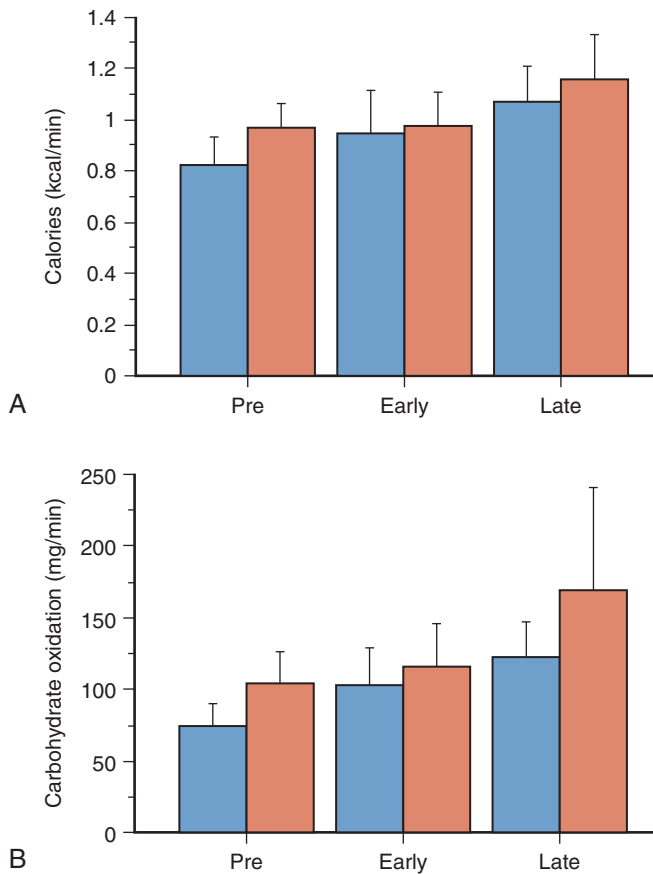 Calories (kcal/min)
1.4
1.2
1
0.8
0.6
0.4
0.2
0
Pre Early Late
A
Carbohydrate oxidation (mg/min)
250
200
150
100
50
0
Pre Early Late
B